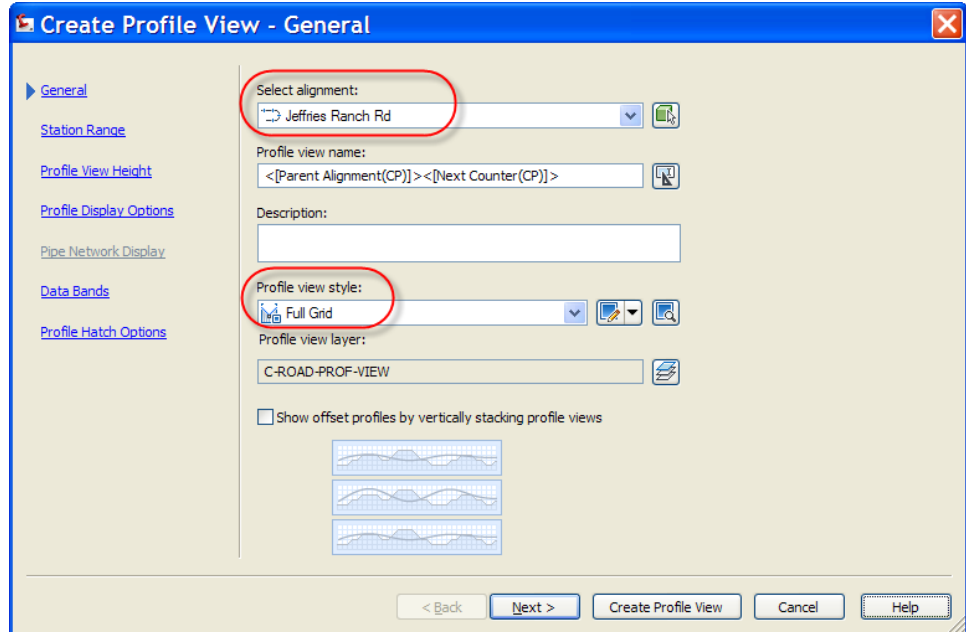 Create Profile View - General
General
Station Range
Profile View Height
Profile Display Options
Pipe Network Display
Data Bands
Profile Hatch Options
Select alignment:
Jeffries Ranch Rd
Profile view name:
<[Parent Alignment(CP)]><[Next Counter(CP)]>
Description:
Profile view style:
Full Grid
Profile view layer:
C-ROAD-PROF-VIEW
Show offset profiles by vertically stacking profile views
< Back Next > Create Profile View Cancel Help